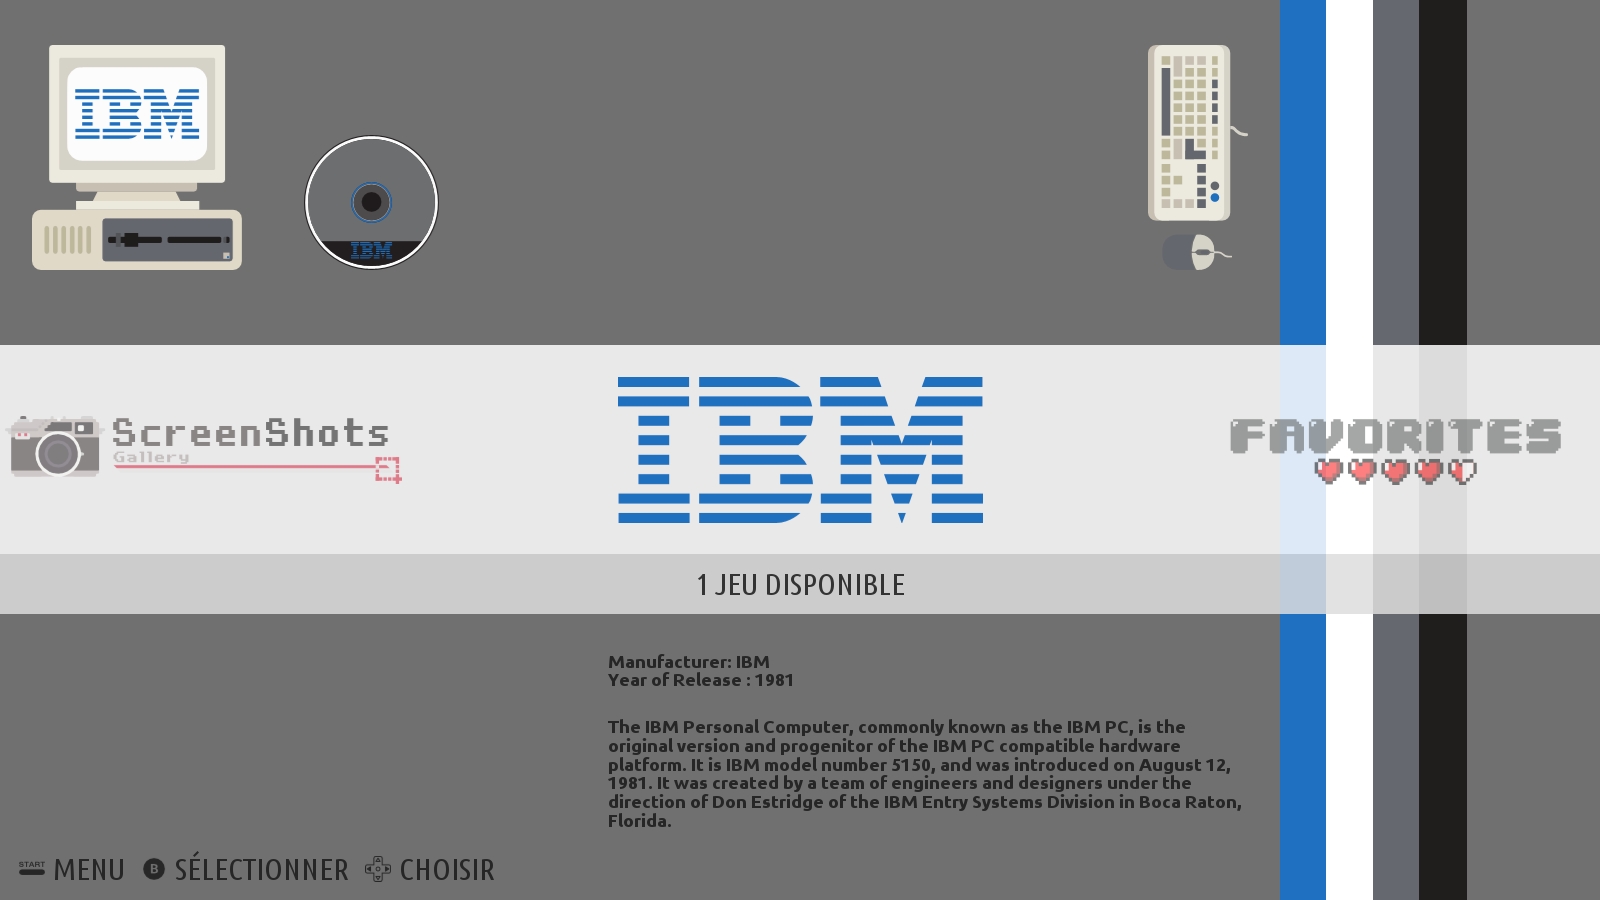 IBM
IBM
ScreenShots
Gallery
IBM
FAVORITES
1 JEU DISPONIBLE
Manufacturer: IBM
Year of Release : 1981
The IBM Personal Computer, commonly known as the IBM PC, is the
original version and progenitor of the IBM PC compatible hardware
platform. It is IBM model number 5150, and was introduced on August 12,
1981. It was created by a team of engineers and designers under the
direction of Don Estridge of the IBM Entry Systems Division in Boca Raton,
Florida.
START MENU B SÉLECTIONNER CHOISIR